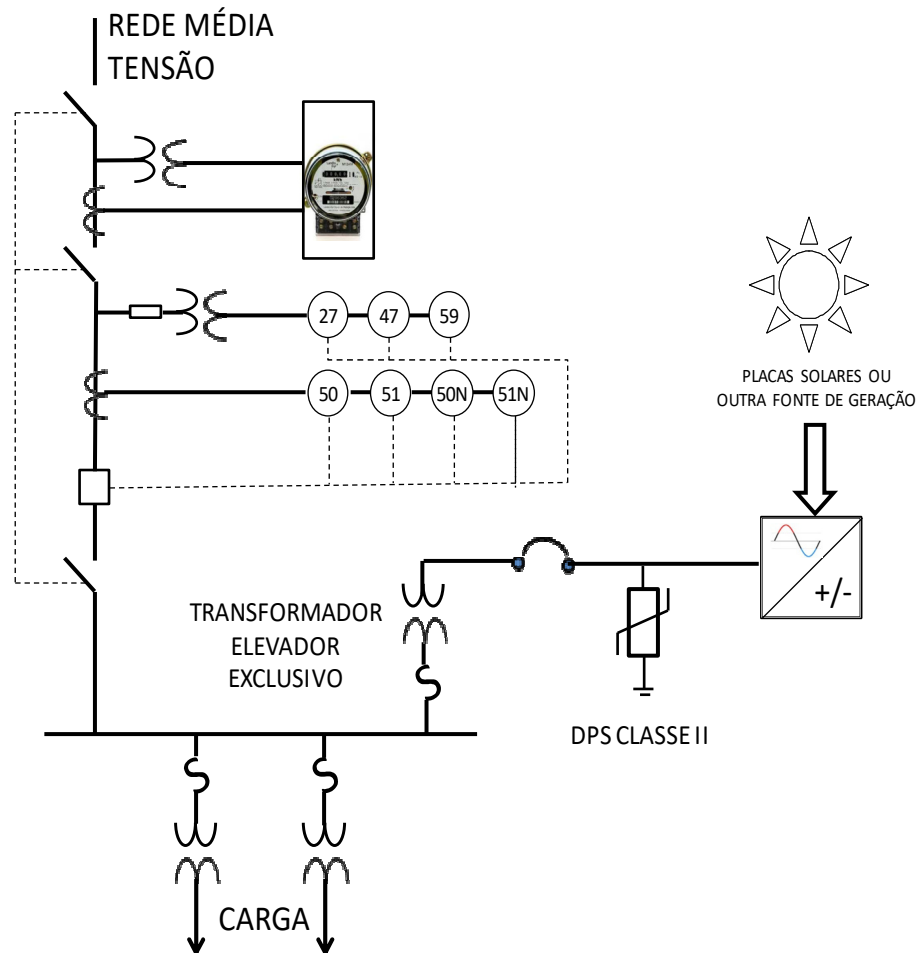 REDE MÉDIA
TENSÃO
27
47
59
50
51
50N
51N
PLACAS SOLARES OU
OUTRA FONTE DE GERAÇÃO
+/-
TRANSFORMADOR
ELEVADOR
EXCLUSIVO
DPS CLASSE II
CARGA